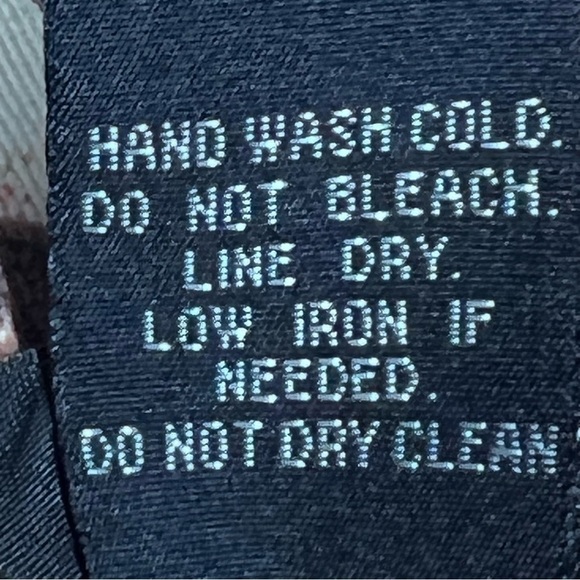 HAND WASH COLD.
DO NOT BLEACH.
LINE DRY.
LOW IRON IF
NEEDED.
DO NOT DRY CLEAN